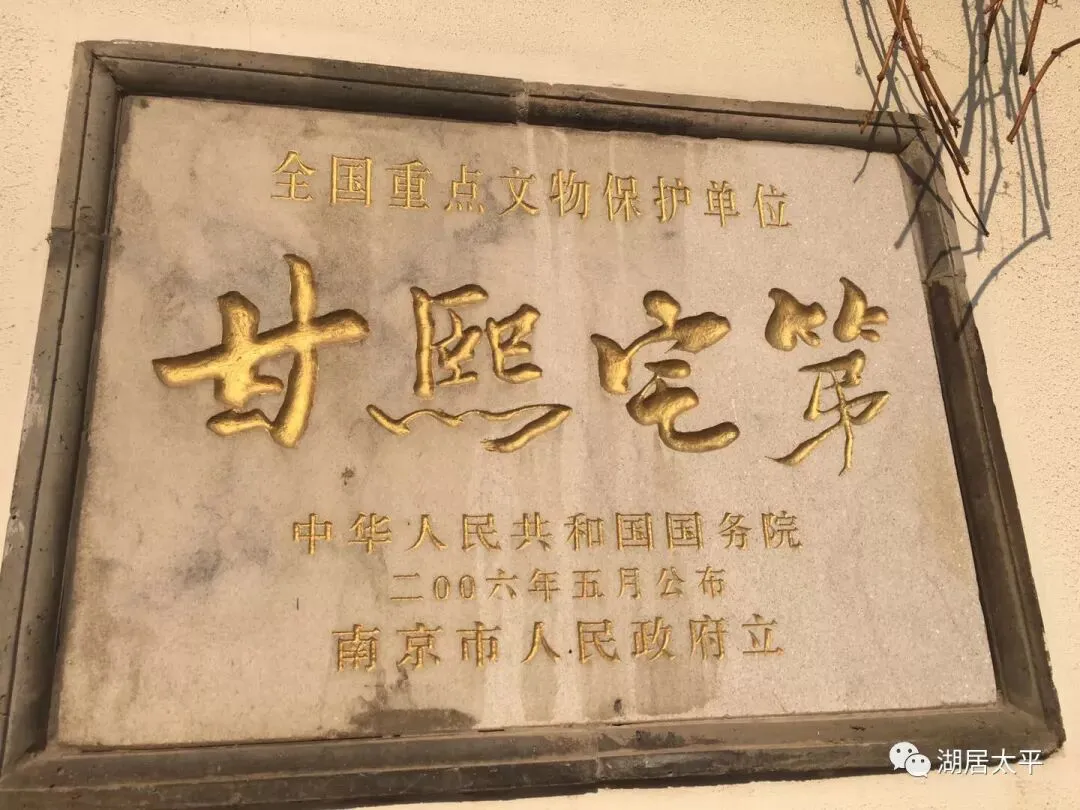 全国重点文物保护单位
甘熙宅第
中华人民共和国国务院
二00六年五月公布
南京市人民政府立
湖居太平